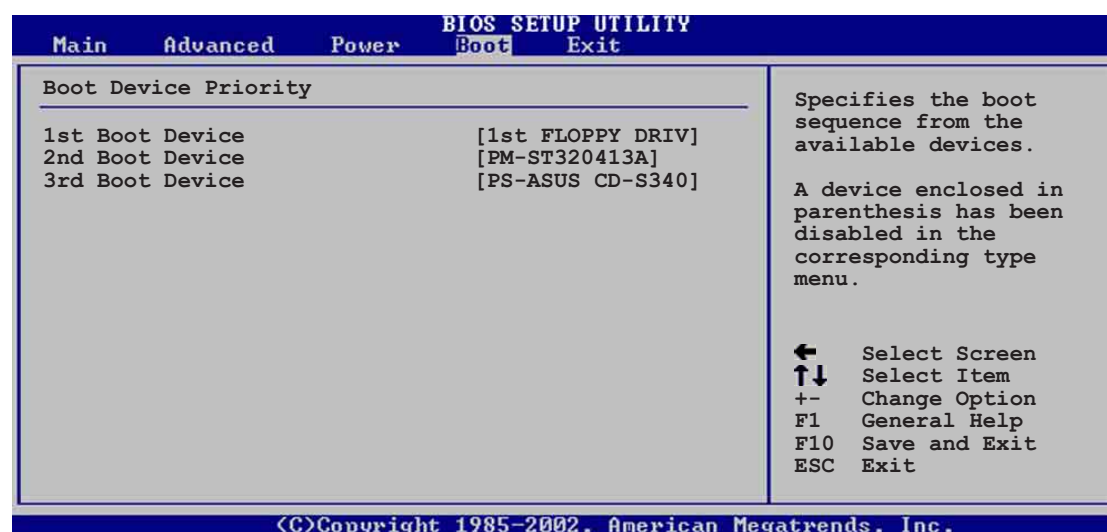 BIOS SETUP UTILITY
Main Advanced Power Boot Exit
Boot Device Priority
1st Boot Device [1st FLOPPY DRIV]
2nd Boot Device [PM-ST320413A]
3rd Boot Device [PS-ASUS CD-S340]
Specifies the boot
sequence from the
available devices.
A device enclosed in
parenthesis has been
disabled in the
corresponding type
menu.
← Select Screen
↑↓ Select Item
+- Change Option
F1 General Help
F10 Save and Exit
ESC Exit
(C)Copyright 1985-2002, American Megatrends, Inc.